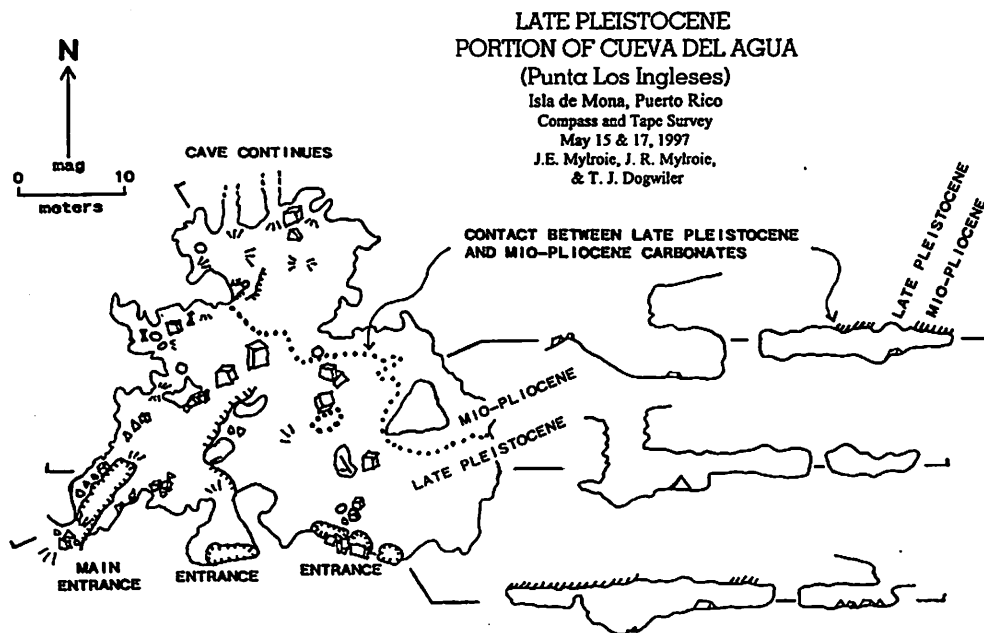 LATE PLEISTOCENE
PORTION OF CUEVA DEL AGUA
(Punta Los Ingleses)
Isla de Mona, Puerto Rico
Compass and Tape Survey
May 15 & 17, 1997
J.E. Mylroie, J. R. Mylroie,
& T. J. Dogwiler
N
mag
0 10
meters
CAVE CONTINUES
CONTACT BETWEEN LATE PLEISTOCENE
AND MIO-PLIOCENE CARBONATES
LATE PLEISTOCENE
MIO-PLIOCENE
MIO-PLIOCENE
LATE PLEISTOCENE
MAIN
ENTRANCE
ENTRANCE
ENTRANCE